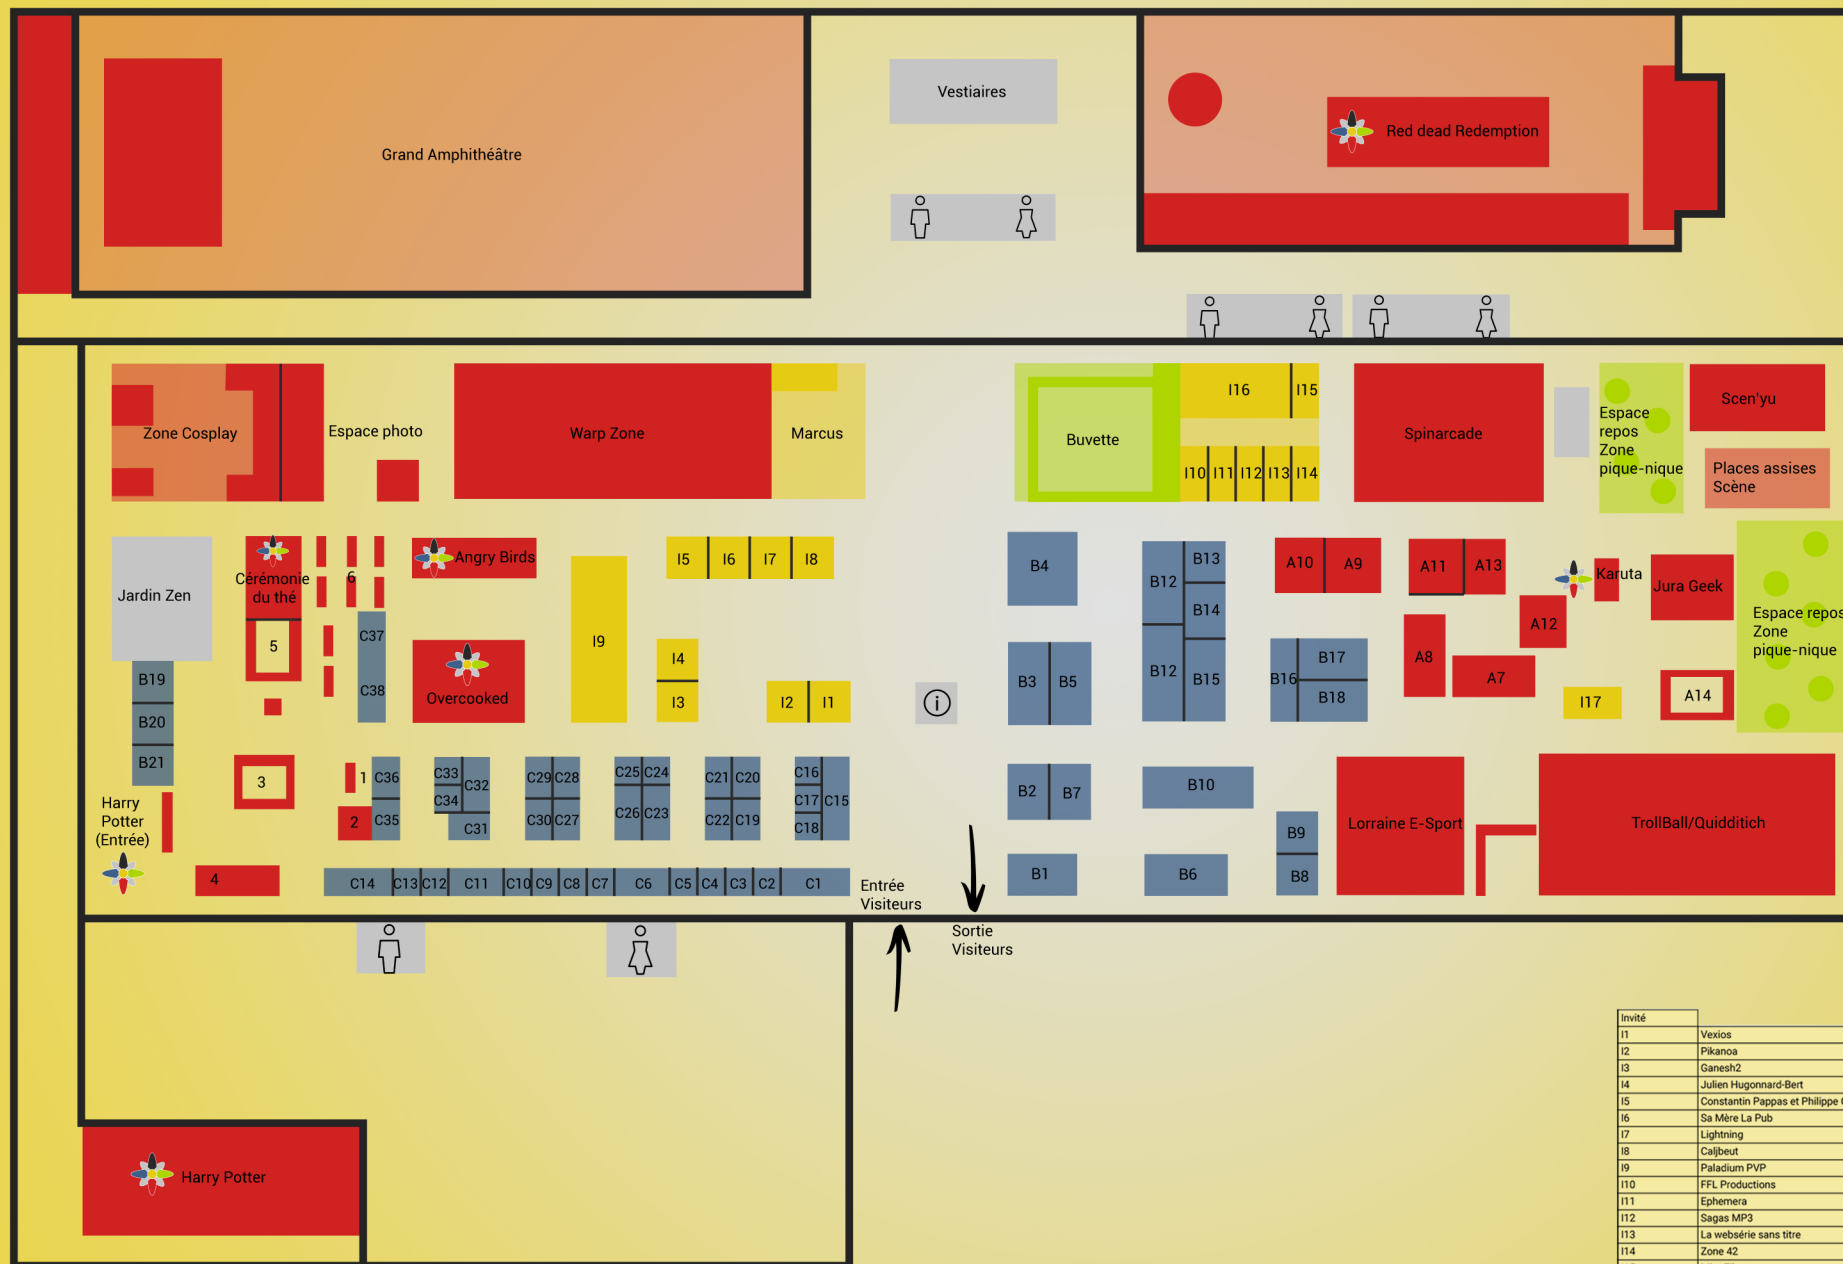 Grand Amphithéâtre
Vestiaires
Red dead Redemption
Zone Cosplay
Espace photo
Warp Zone
Marcus
Buvette
I16
I15
I10
I11
I12
I13
I14
Spinarcade
Espace
repos
Zone
pique-nique
Scen'yu
Places assises
Scène
Jardin Zen
Cérémonie
du thé
5
6
Angry Birds
C37
C38
Overcooked
I9
I5
I6
I7
I8
I4
I3
I2
I1
B4
B3
B5
B12
B13
B14
B12
B15
A10
A9
A11
A13
A12
A8
A7
Karuta
Jura Geek
Espace repos
Zone
pique-nique
B16
B17
B18
I17
A14
B19
B20
B21
3
1
2
C36
C35
C33
C34
C32
C31
C29
C28
C30
C27
C25
C24
C26
C23
C21
C20
C22
C19
C16
C17
C18
C15
B2
B7
B10
B9
B8
B1
B6
Lorraine E-Sport
TrollBall/Quidditich
Harry
Potter
(Entrée)
4
C14
C13
C12
C11
C10
C9
C8
C7
C6
C5
C4
C3
C2
C1
Entrée
Visiteurs
Sortie
Visiteurs
Harry Potter
Invité
I1 Vexios
I2 Pikanoa
I3 Ganesh2
I4 Julien Hugonnard-Bert
I5 Constantin Pappas et Philippe
I6 Sa Mère La Pub
I7 Lightning
I8 Caljbeut
I9 Paladium PVP
I10 FFL Productions
I11 Ephemera
I12 Sagas MP3
I13 La websérie sans titre
I14 Zone 42